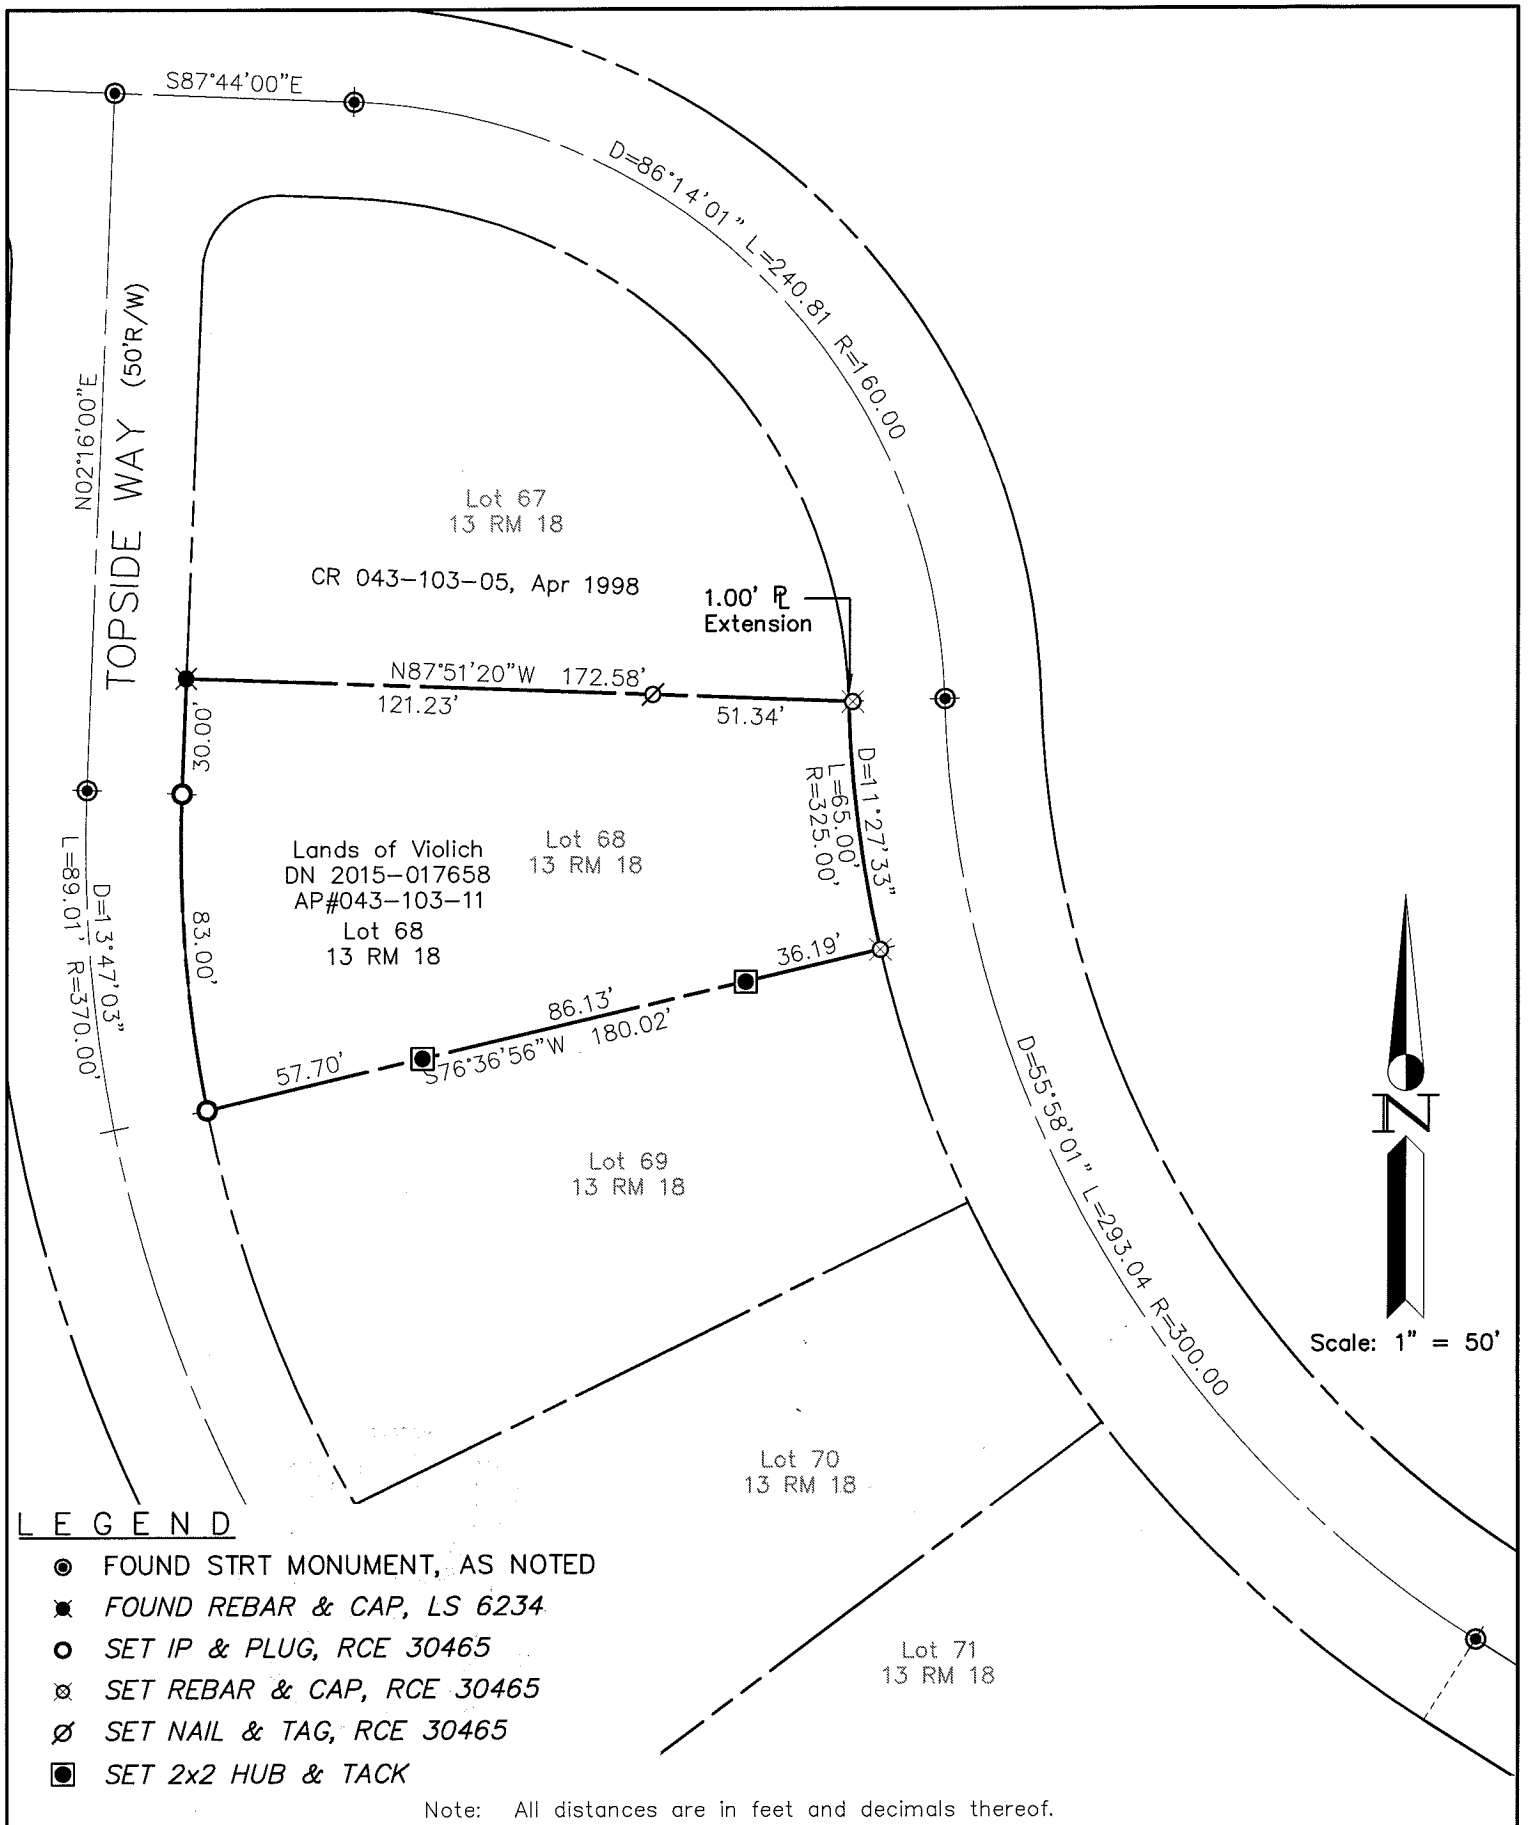 S87°44'00"E
D=86°14'01" L=240.81 R=160.00
N02°16'00"E
TOPSIDE WAY (50'R/W)
Lot 67
13 RM 18
CR 043-103-05, Apr 1998
1.00' PL
Extension
N87°51'20"W 172.58'
121.23'
51.34'
30.00'
D=11°27'33"
L=65.00'
R=325.00'
Lands of Violich
DN 2015-017658
AP#043-103-11
Lot 68
13 RM 18
Lot 68
13 RM 18
D=13°47'03"
L=89.01' R=370.00'
83.00'
36.19'
86.13'
S76°36'56"W 180.02'
57.70'
D=55°58'01" L=293.04 R=300.00
N
Lot 69
13 RM 18
Scale: 1" = 50'
Lot 70
13 RM 18
Lot 71
13 RM 18
LEGEND
FOUND STRT MONUMENT, AS NOTED
FOUND REBAR & CAP, LS 6234
SET IP & PLUG, RCE 30465
SET REBAR & CAP, RCE 30465
SET NAIL & TAG, RCE 30465
SET 2x2 HUB & TACK
Note: All distances are in feet and decimals thereof.